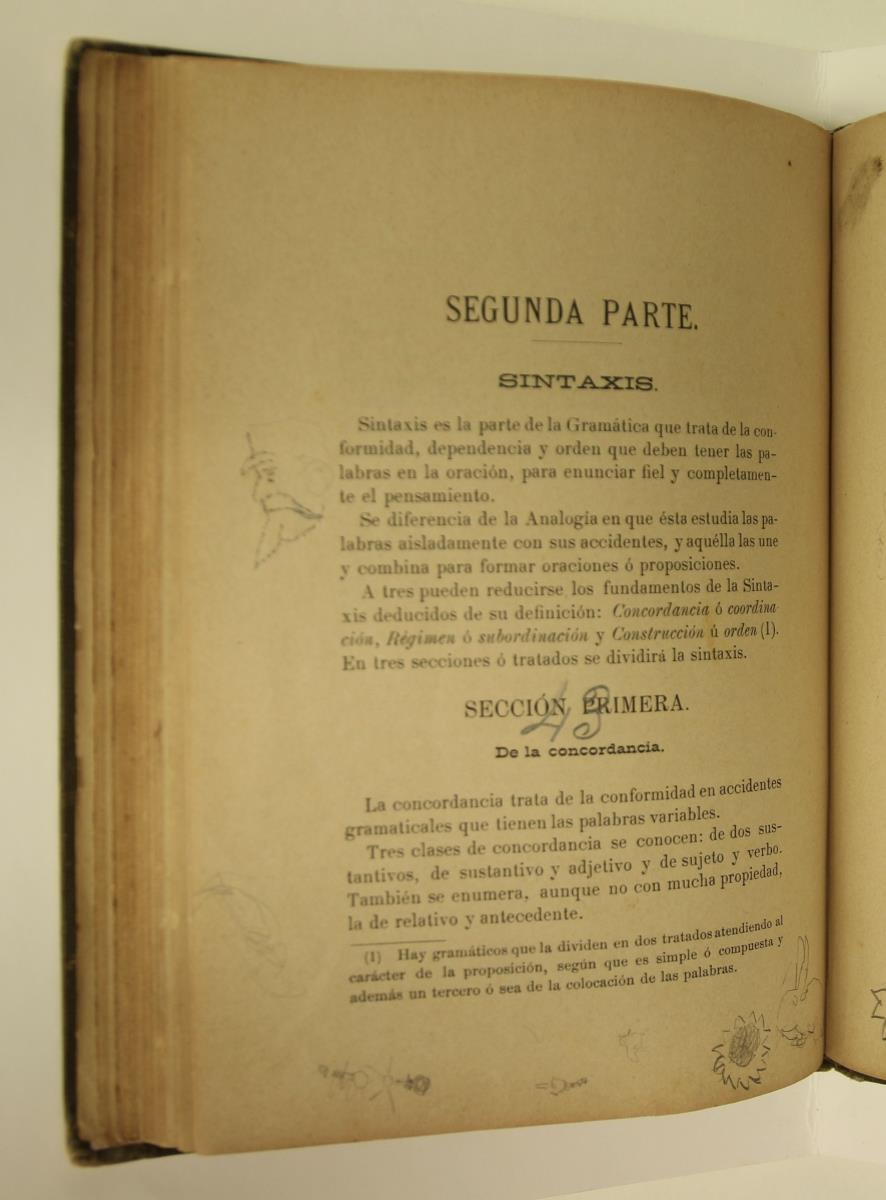 SEGUNDA PARTE.
SINTAXIS.
Sintaxis es la parte de la Gramática que trata de la con-
formidad, dependencia y orden que deben tener las pa-
labras en la oración, para enunciar fiel y completamen-
te el pensamiento.
Se diferencia de la Analogía en que ésta estudia las pa-
labras aisladamente con sus accidentes, y aquélla las une
y combina para formar oraciones ó proposiciones.
A tres pueden reducirse los fundamentos de la Sinta-
xis deducidos de su definición: Concordancia ó coordina-
ción, Régimen ó subordinación y Construcción ú orden (1).
En tres secciones ó tratados se dividirá la sintaxis.
SECCIÓN PRIMERA.
43
De la concordancia.
La concordancia trata de la conformidad en accidentes
gramaticales que tienen las palabras variables.
Tres clases de concordancia se conocen: de dos sus-
tantivos, de sustantivo y adjetivo y de sujeto y verbo.
También se enumera, aunque no con mucha propiedad,
la de relativo y antecedente.
(1) Hay gramáticos que la dividen en dos tratados atendiendo al
carácter de la proposición, según que es simple ó compuesta y
además un tercero ó sea de la colocación de las palabras.